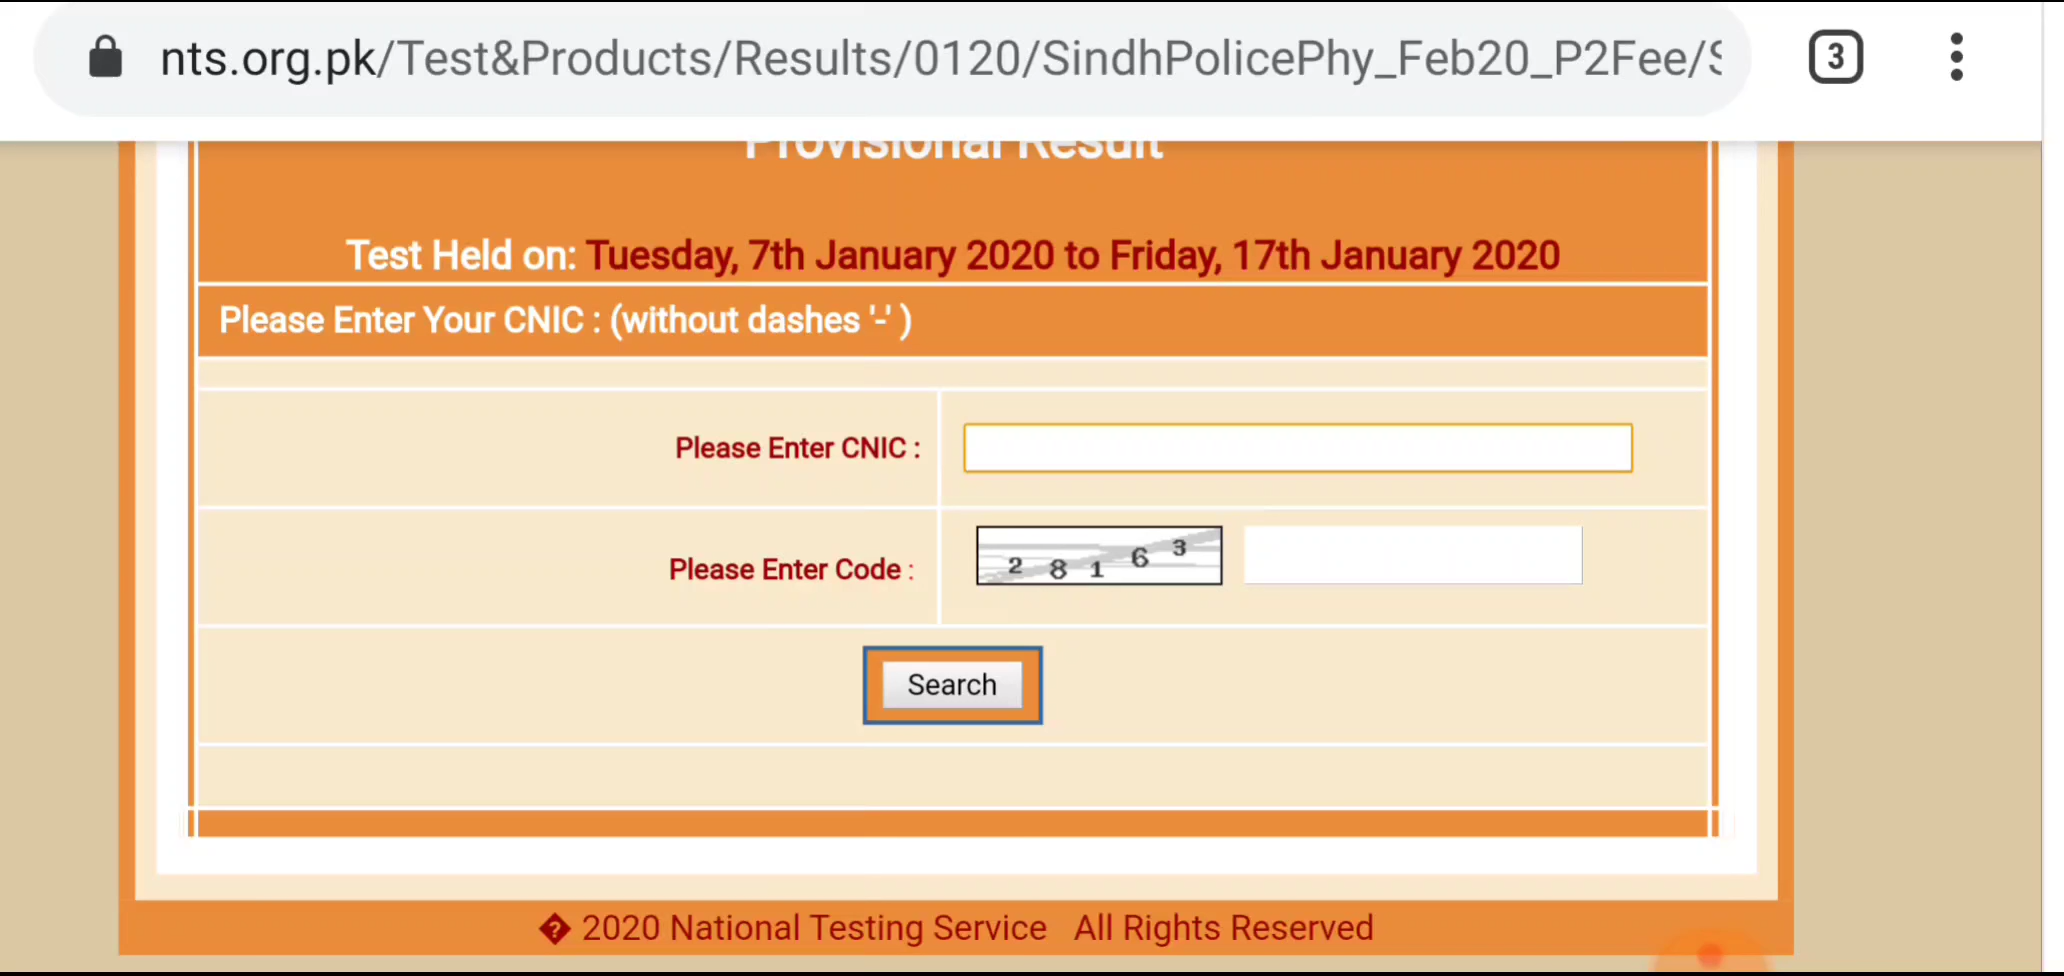 nts.org.pk/Test&Products/Results/0120/SindhPolicePhy_Feb20_P2Fee/S
3
Provisional Result
Test Held on: Tuesday, 7th January 2020 to Friday, 17th January 2020
Please Enter Your CNIC : (without dashes '-' )
Please Enter CNIC :
Please Enter Code : 2 8 1 6 3
Search
� 2020 National Testing Service All Rights Reserved